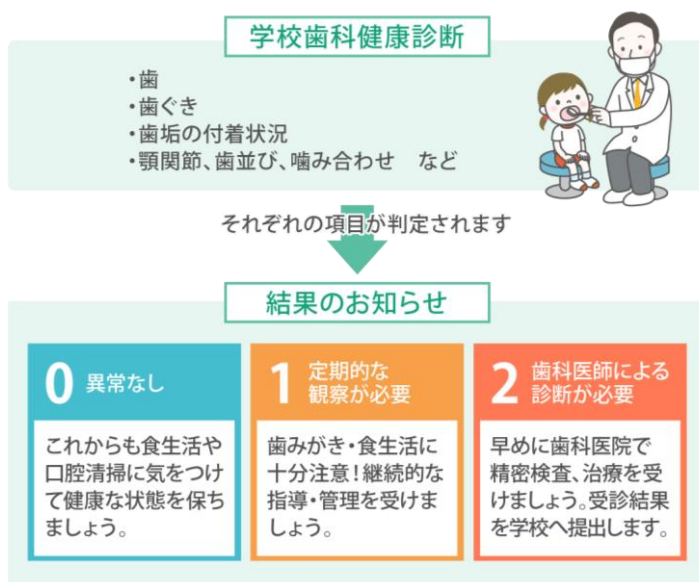 学校歯科健康診断
・歯
・歯ぐき
・歯垢の付着状況
・顎関節、歯並び、噛み合わせ　など
それぞれの項目が判定されます
結果のお知らせ
0 異常なし
これからも食生活や
口腔清掃に気をつけ
て健康な状態を保ち
ましょう。
1 定期的な
観察が必要
歯みがき・食生活に
十分注意!継続的な
指導・管理を受けま
しょう。
2 歯科医師による
診断が必要
早めに歯科医院で
精密検査、治療を受
けましょう。受診結果
を学校へ提出します。